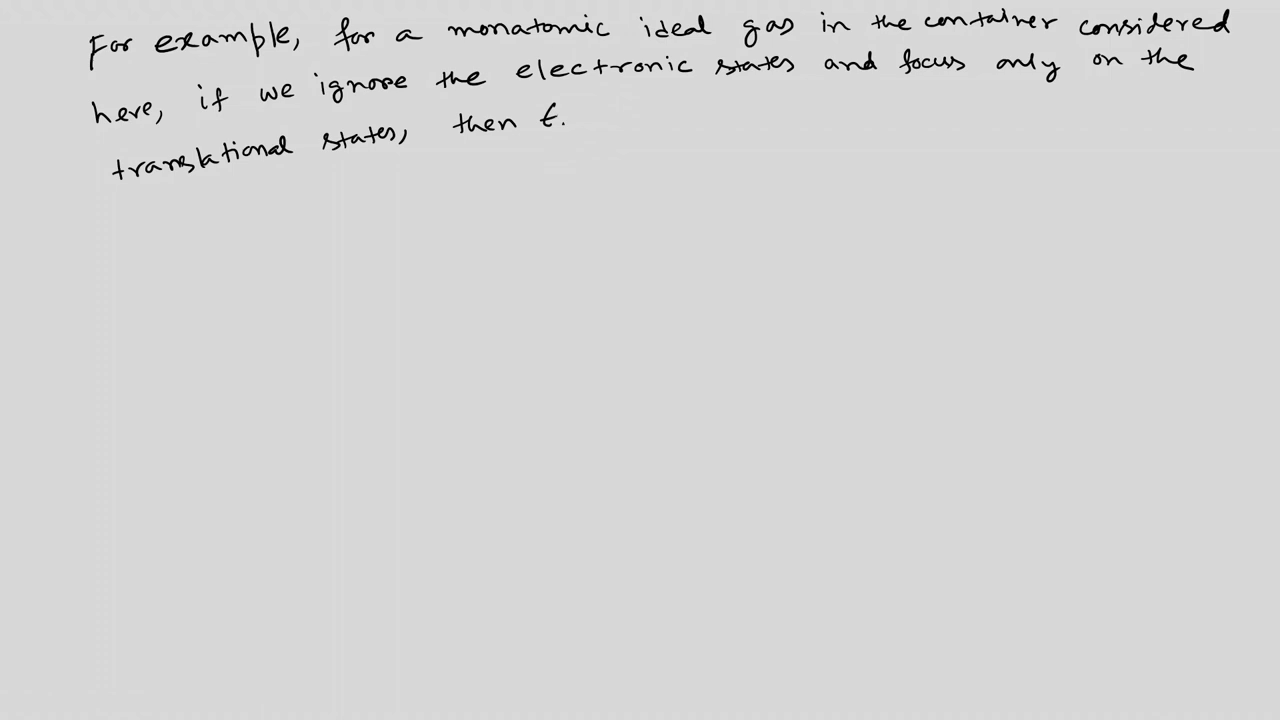 For example, for a monatomic ideal gas in the container considered
here, if we ignore the electronic states and focus only on the
translational states, then ϵ.